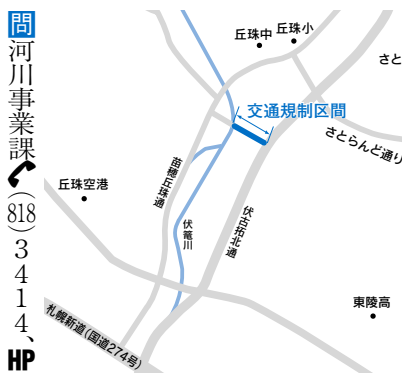 問河川事業課(818)3414、HP
丘珠中
丘珠小
さと
交通規制区間
さとらんど通り
苗穂丘珠通
丘珠空港
伏篭川
伏古拓北通
東陵高
札幌新道(国道274号)